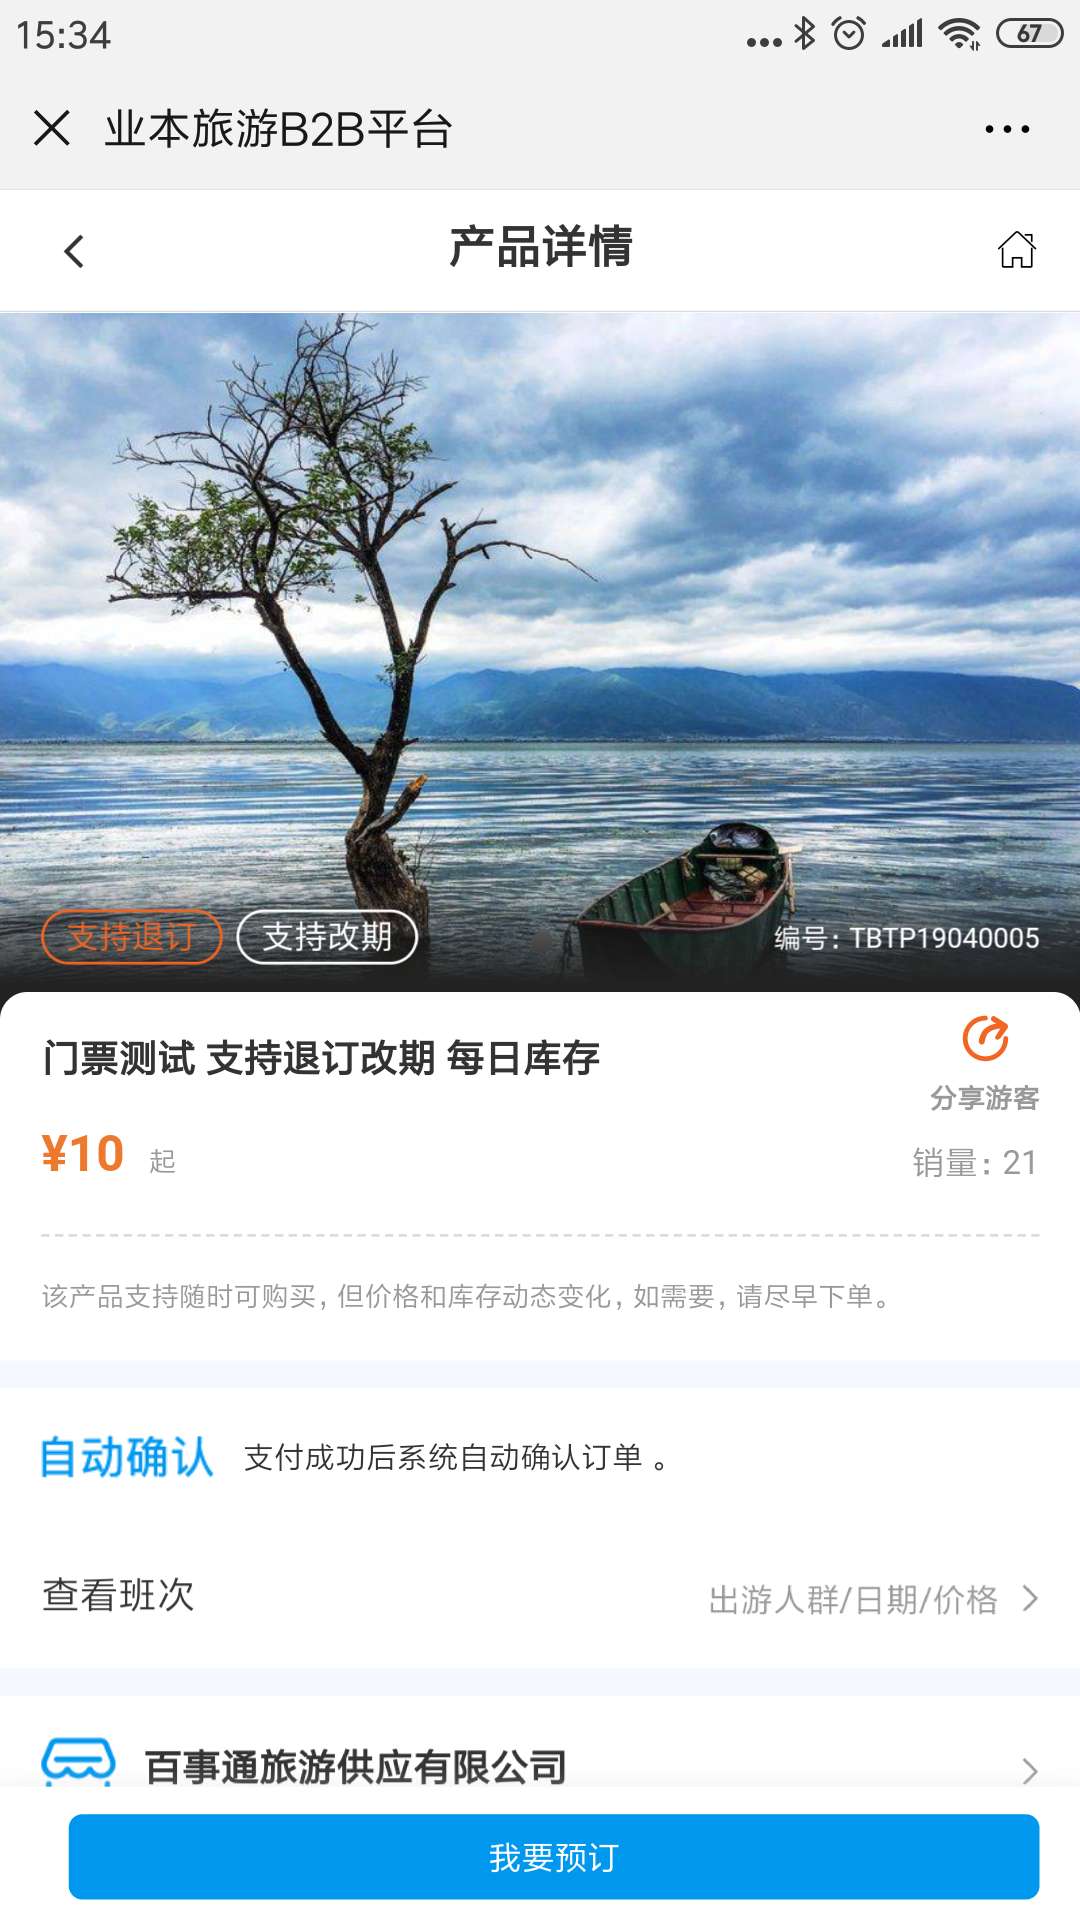 15:34
67
业本旅游B2B平台
产品详情
支持退订 支持改期 编号：TBTP19040005
门票测试 支持退订改期 每日库存
分享游客
¥10 起
销量：21
该产品支持随时可购买，但价格和库存动态变化，如需要，请尽早下单。
自动确认 支付成功后系统自动确认订单 。
查看班次 出游人群/日期/价格
百事通旅游供应有限公司
我要预订